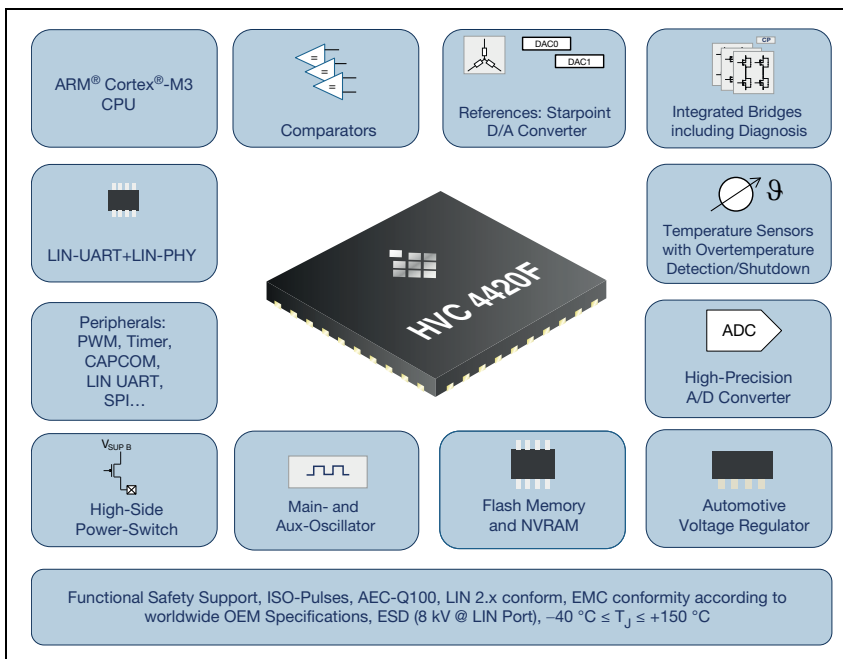 ARM® Cortex®-M3
CPU
=
=
=
Comparators
DAC0
DAC1
References: Starpoint
D/A Converter
CP
Integrated Bridges
including Diagnosis
LIN-UART+LIN-PHY
HVC 4420F
ϑ
Temperature Sensors
with Overtemperature
Detection/Shutdown
Peripherals:
PWM, Timer,
CAPCOM,
LIN UART,
SPI...
ADC
High-Precision
A/D Converter
VSUP B
High-Side
Power-Switch
Main- and
Aux-Oscillator
Flash Memory
and NVRAM
Automotive
Voltage Regulator
Functional Safety Support, ISO-Pulses, AEC-Q100, LIN 2.x conform, EMC conformity according to
worldwide OEM Specifications, ESD (8 kV @ LIN Port), −40 °C ≤ TJ ≤ +150 °C